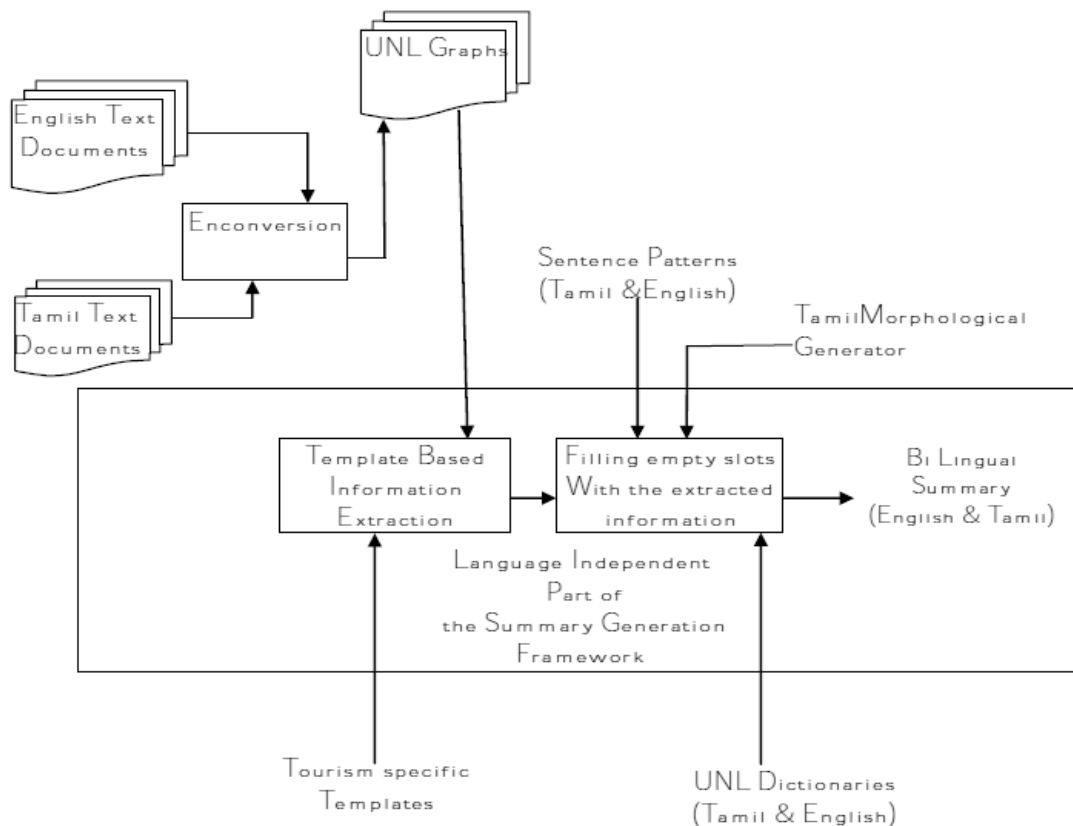 UNL Graphs
English Text
Documents
Enconversion
Tamil Text
Documents
Sentence Patterns
(Tamil &English)
TamilMorphological
Generator
Template Based
Information
Extraction
Filling empty slots
With the extracted
information
Bi Lingual
Summary
(English & Tamil)
Language Independent
Part of
the Summary Generation
Framework
Tourism specific
Templates
UNL Dictionaries
(Tamil & English)